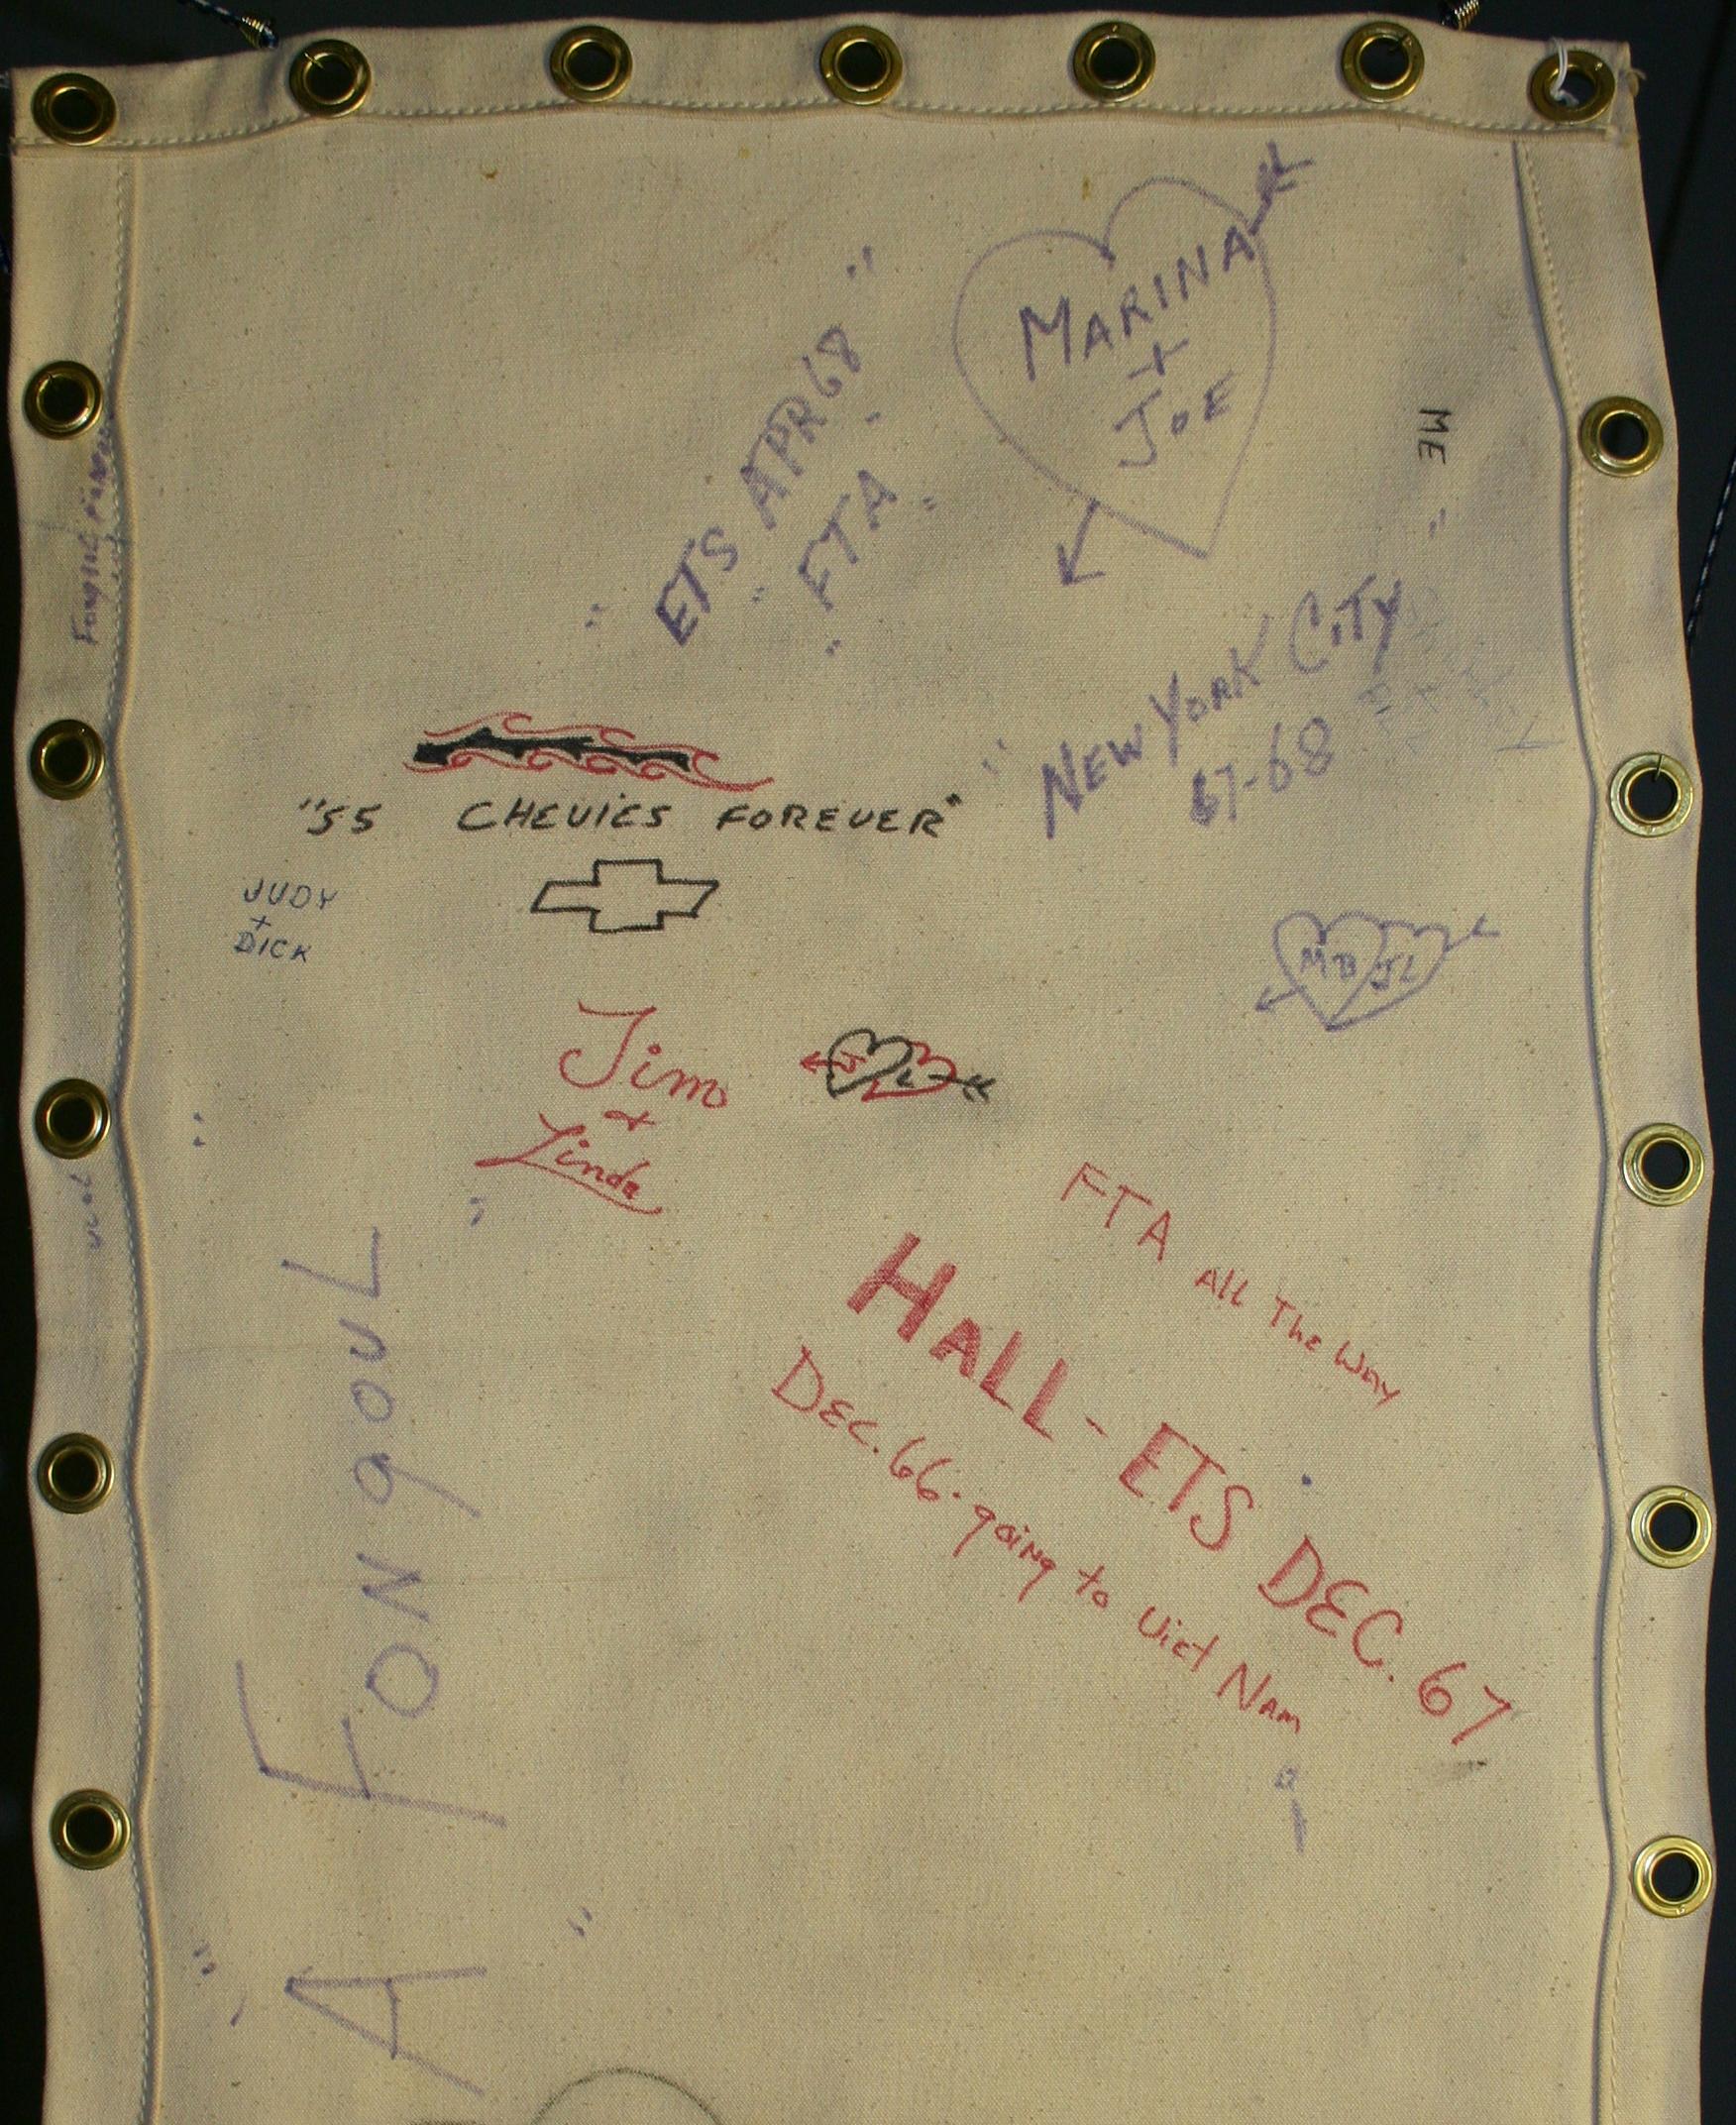 MARINA
+
JOE
"ETS APR 68"
"FTA"
ME
"NEW YORK CITY"
67-68
"55 CHEVIES FOREVER"
JUDY
+
DICK
MB JL
Jim
+
Linda
J L
FTA All The Way
HALL - ETS DEC. 67
DEC. 66. going to Viet NAM
"A FONGOUL"